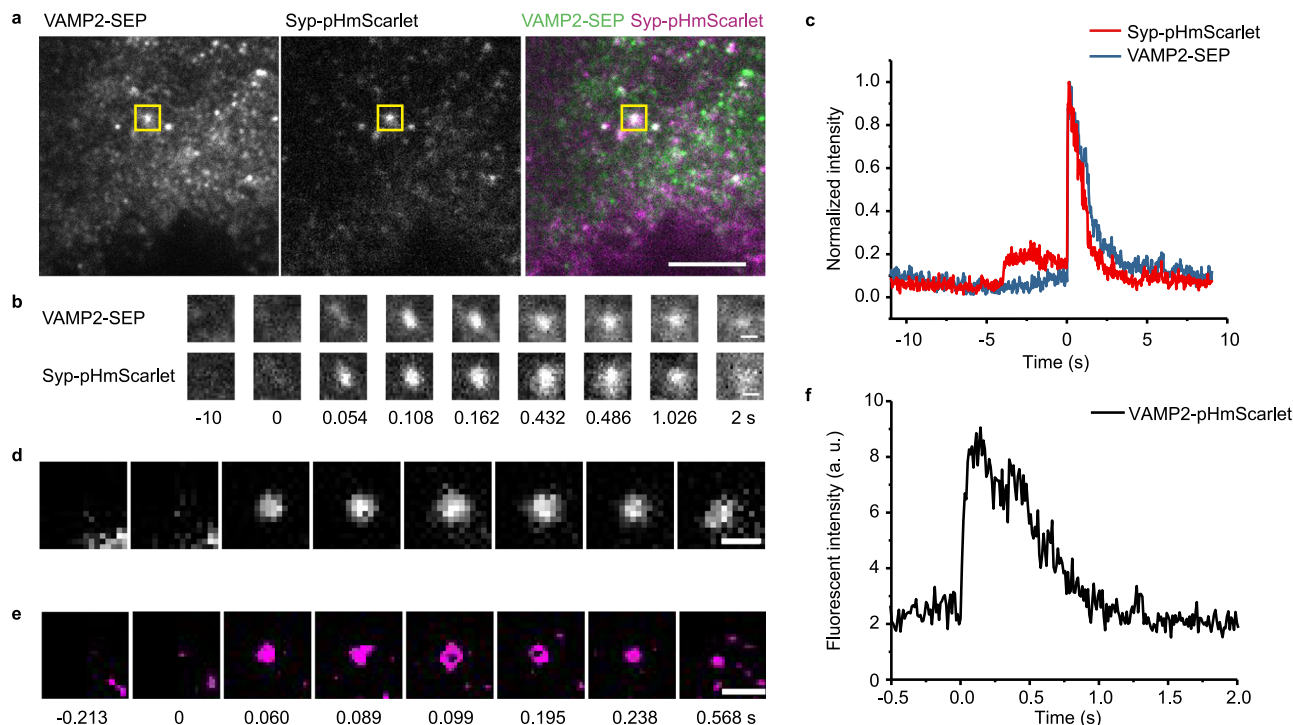 a
VAMP2-SEP
Syp-pHmScarlet
VAMP2-SEP Syp-pHmScarlet
b
VAMP2-SEP
Syp-pHmScarlet
-10 0 0.054 0.108 0.162 0.432 0.486 1.026 2 s
d
e
-0.213 0 0.060 0.089 0.099 0.195 0.238 0.568 s
c
Syp-pHmScarlet
VAMP2-SEP
Normalized intensity
1.0
0.8
0.6
0.4
0.2
0.0
-10 -5 0 5 10
Time (s)
f
VAMP2-pHmScarlet
Fluorescent intensity (a. u.)
10
8
6
4
2
0
-0.5 0.0 0.5 1.0 1.5 2.0
Time (s)